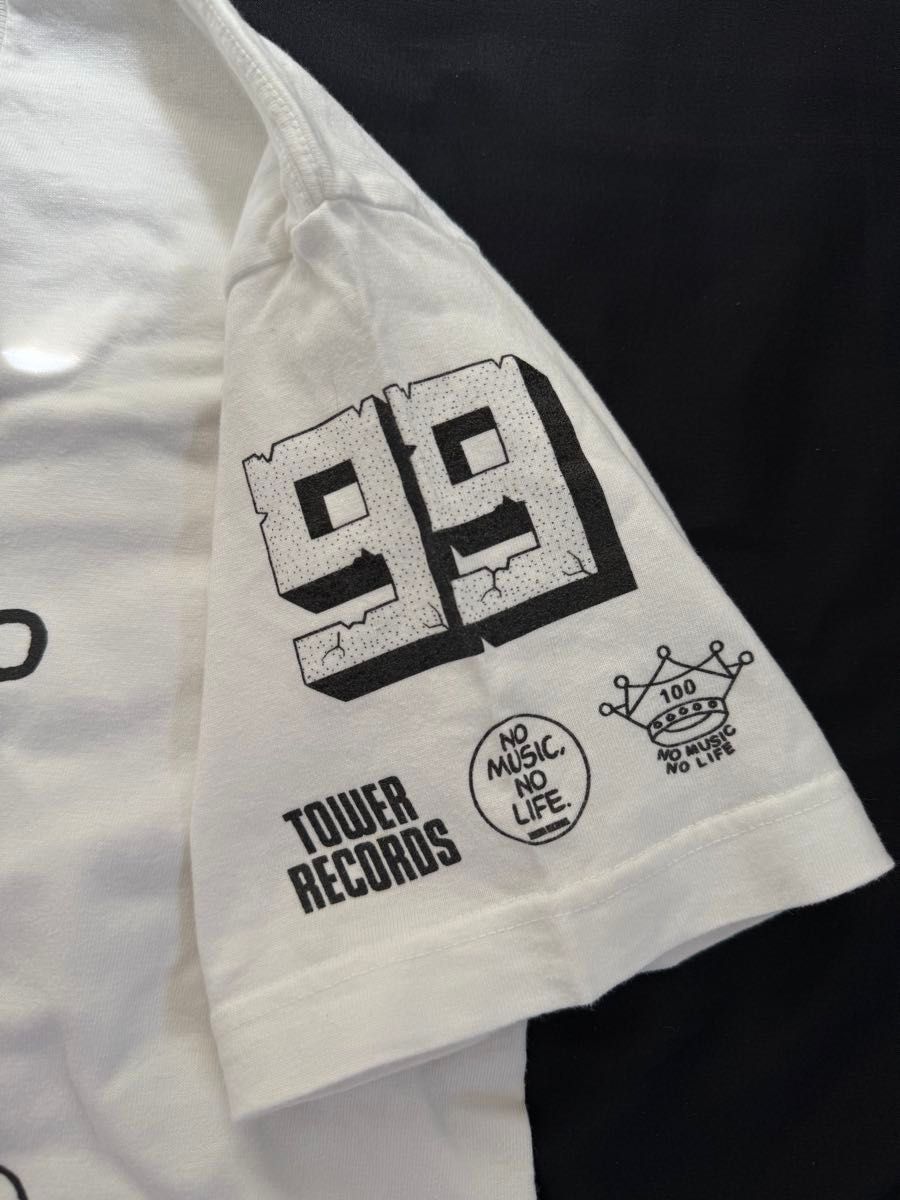 99
100
NO MUSIC
NO LIFE
NO
MUSIC,
NO
LIFE.
TOWER
RECORDS